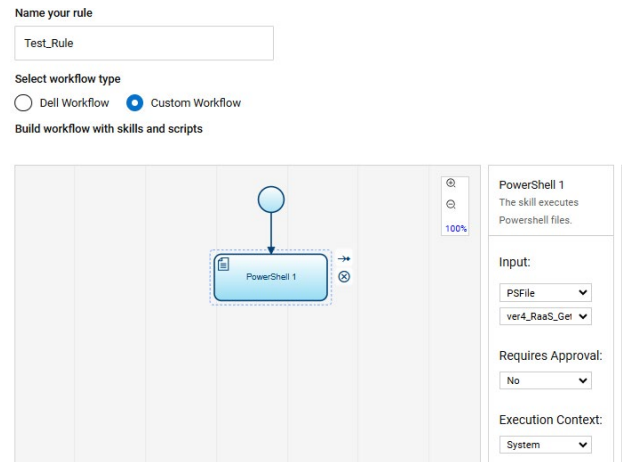 Name your rule
Test_Rule
Select workflow type
Dell Workflow
Custom Workflow
Build workflow with skills and scripts
100%
PowerShell 1
PowerShell 1
The skill executes
Powershell files.
Input:
PSFile
ver4_RaaS_Get
Requires Approval:
No
Execution Context:
System